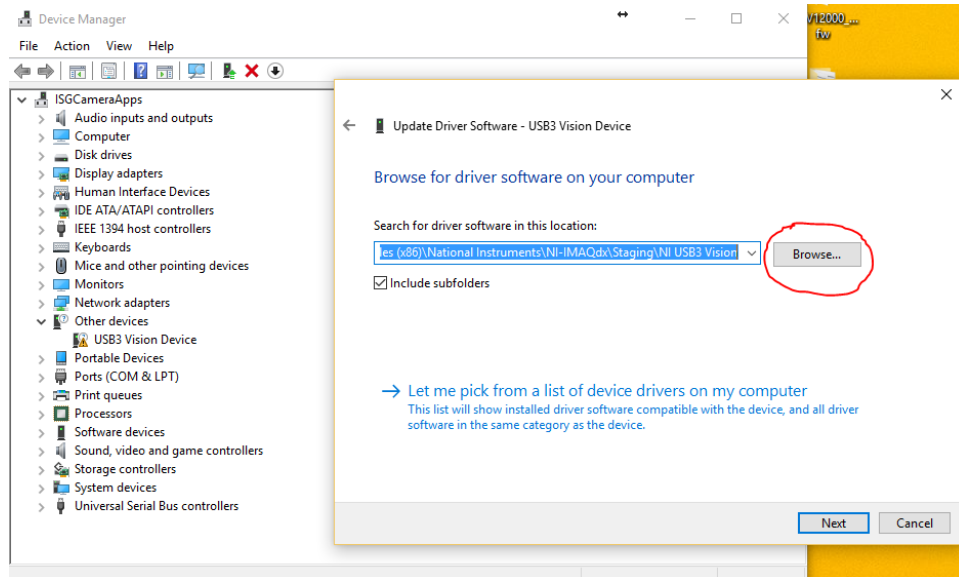 Device Manager
File Action View Help
ISGCameraApps
Audio inputs and outputs
Computer
Disk drives
Display adapters
Human Interface Devices
IDE ATA/ATAPI controllers
IEEE 1394 host controllers
Keyboards
Mice and other pointing devices
Monitors
Network adapters
Other devices
USB3 Vision Device
Portable Devices
Ports (COM & LPT)
Print queues
Processors
Software devices
Sound, video and game controllers
Storage controllers
System devices
Universal Serial Bus controllers
Update Driver Software - USB3 Vision Device
Browse for driver software on your computer
Search for driver software in this location:
les (x86)\National Instruments\NI-IMAQdx\Staging\NI USB3 Vision
Browse...
Include subfolders
Let me pick from a list of device drivers on my computer
This list will show installed driver software compatible with the device, and all driver
software in the same category as the device.
Next Cancel
V12000_...
fw